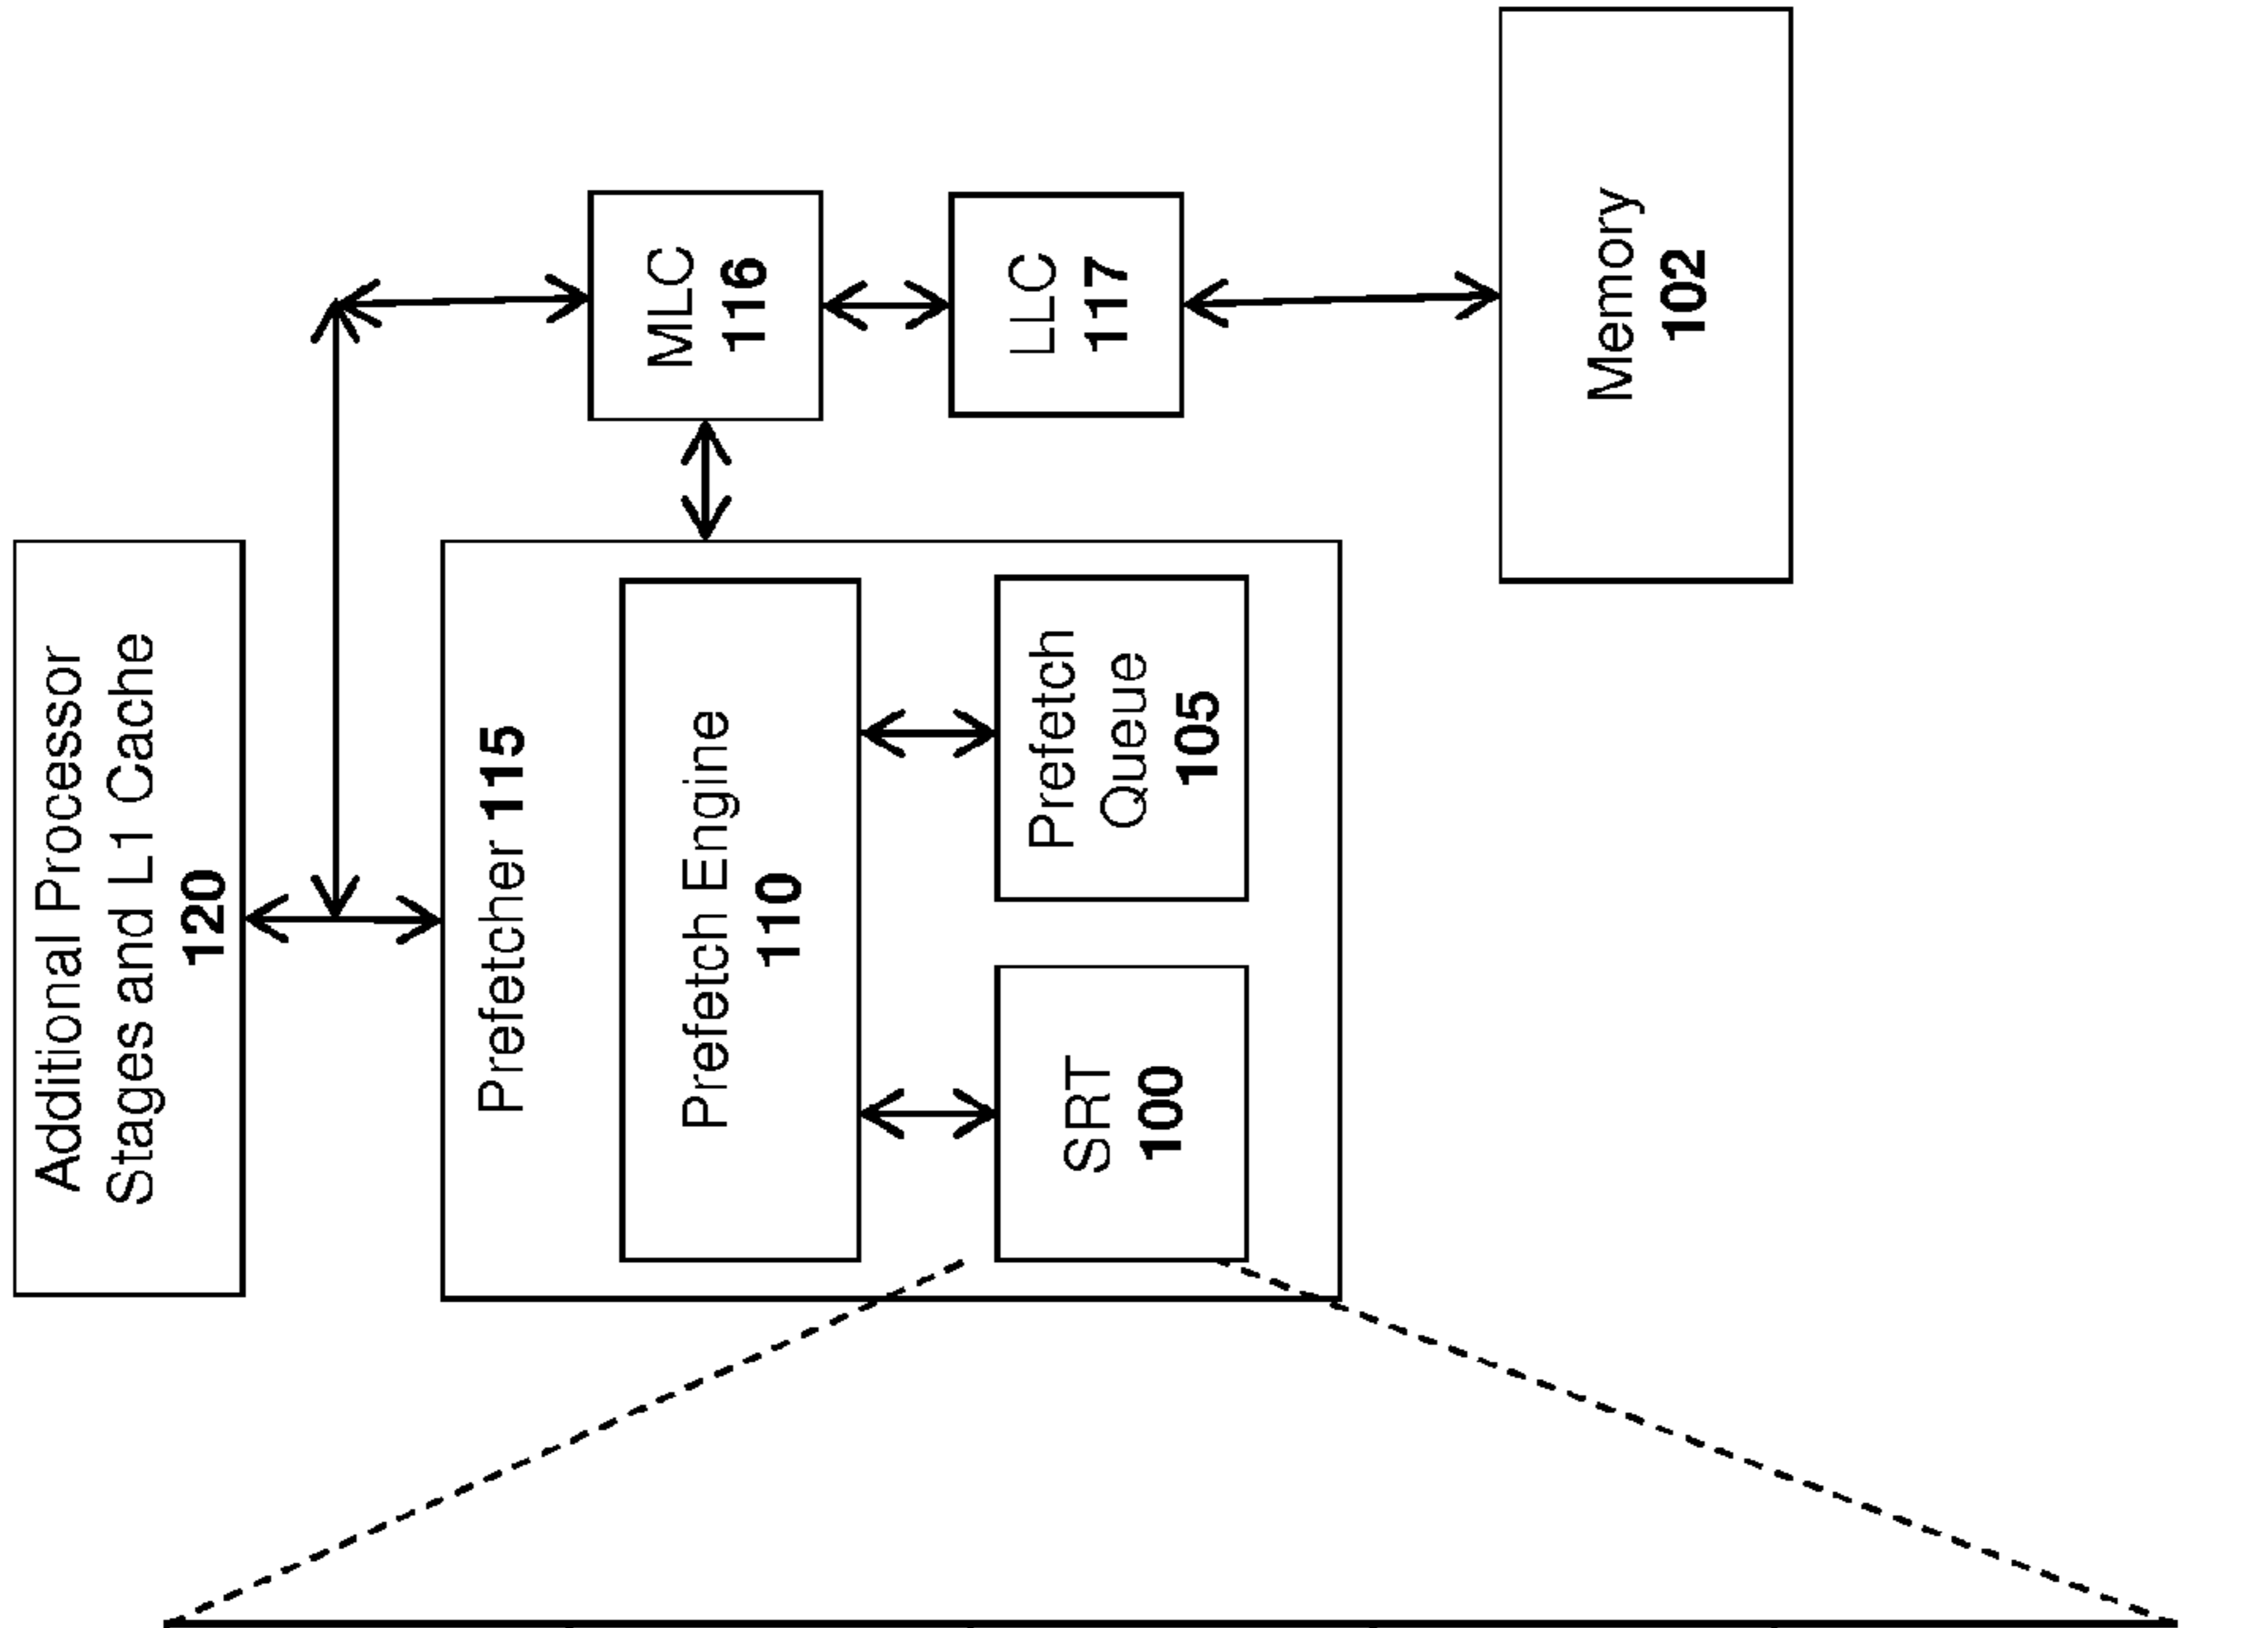 Additional Processor
Stages and L1 Cache
120
Prefetcher 115
Prefetch Engine
110
SRT
100
Prefetch
Queue
105
MLC
116
LLC
117
Memory
102